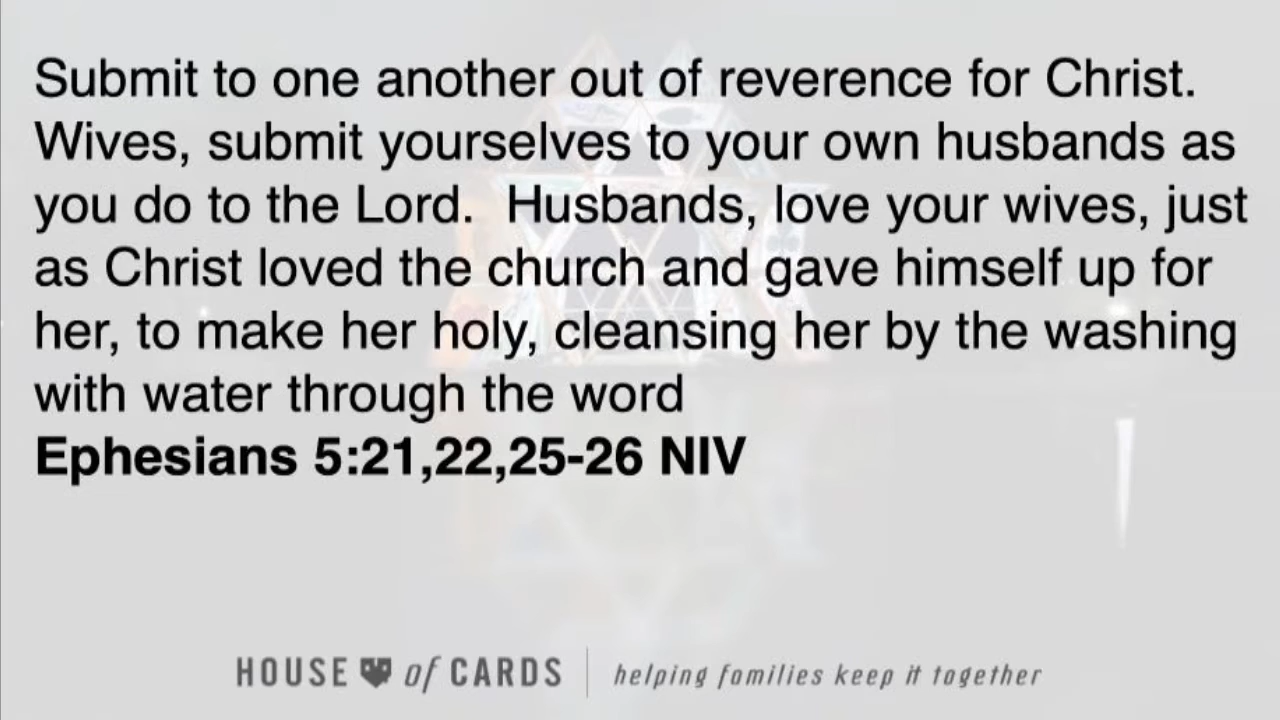 Submit to one another out of reverence for Christ.
Wives, submit yourselves to your own husbands as
you do to the Lord.  Husbands, love your wives, just
as Christ loved the church and gave himself up for
her, to make her holy, cleansing her by the washing
with water through the word
Ephesians 5:21,22,25-26 NIV
HOUSE of CARDS | helping families keep it together